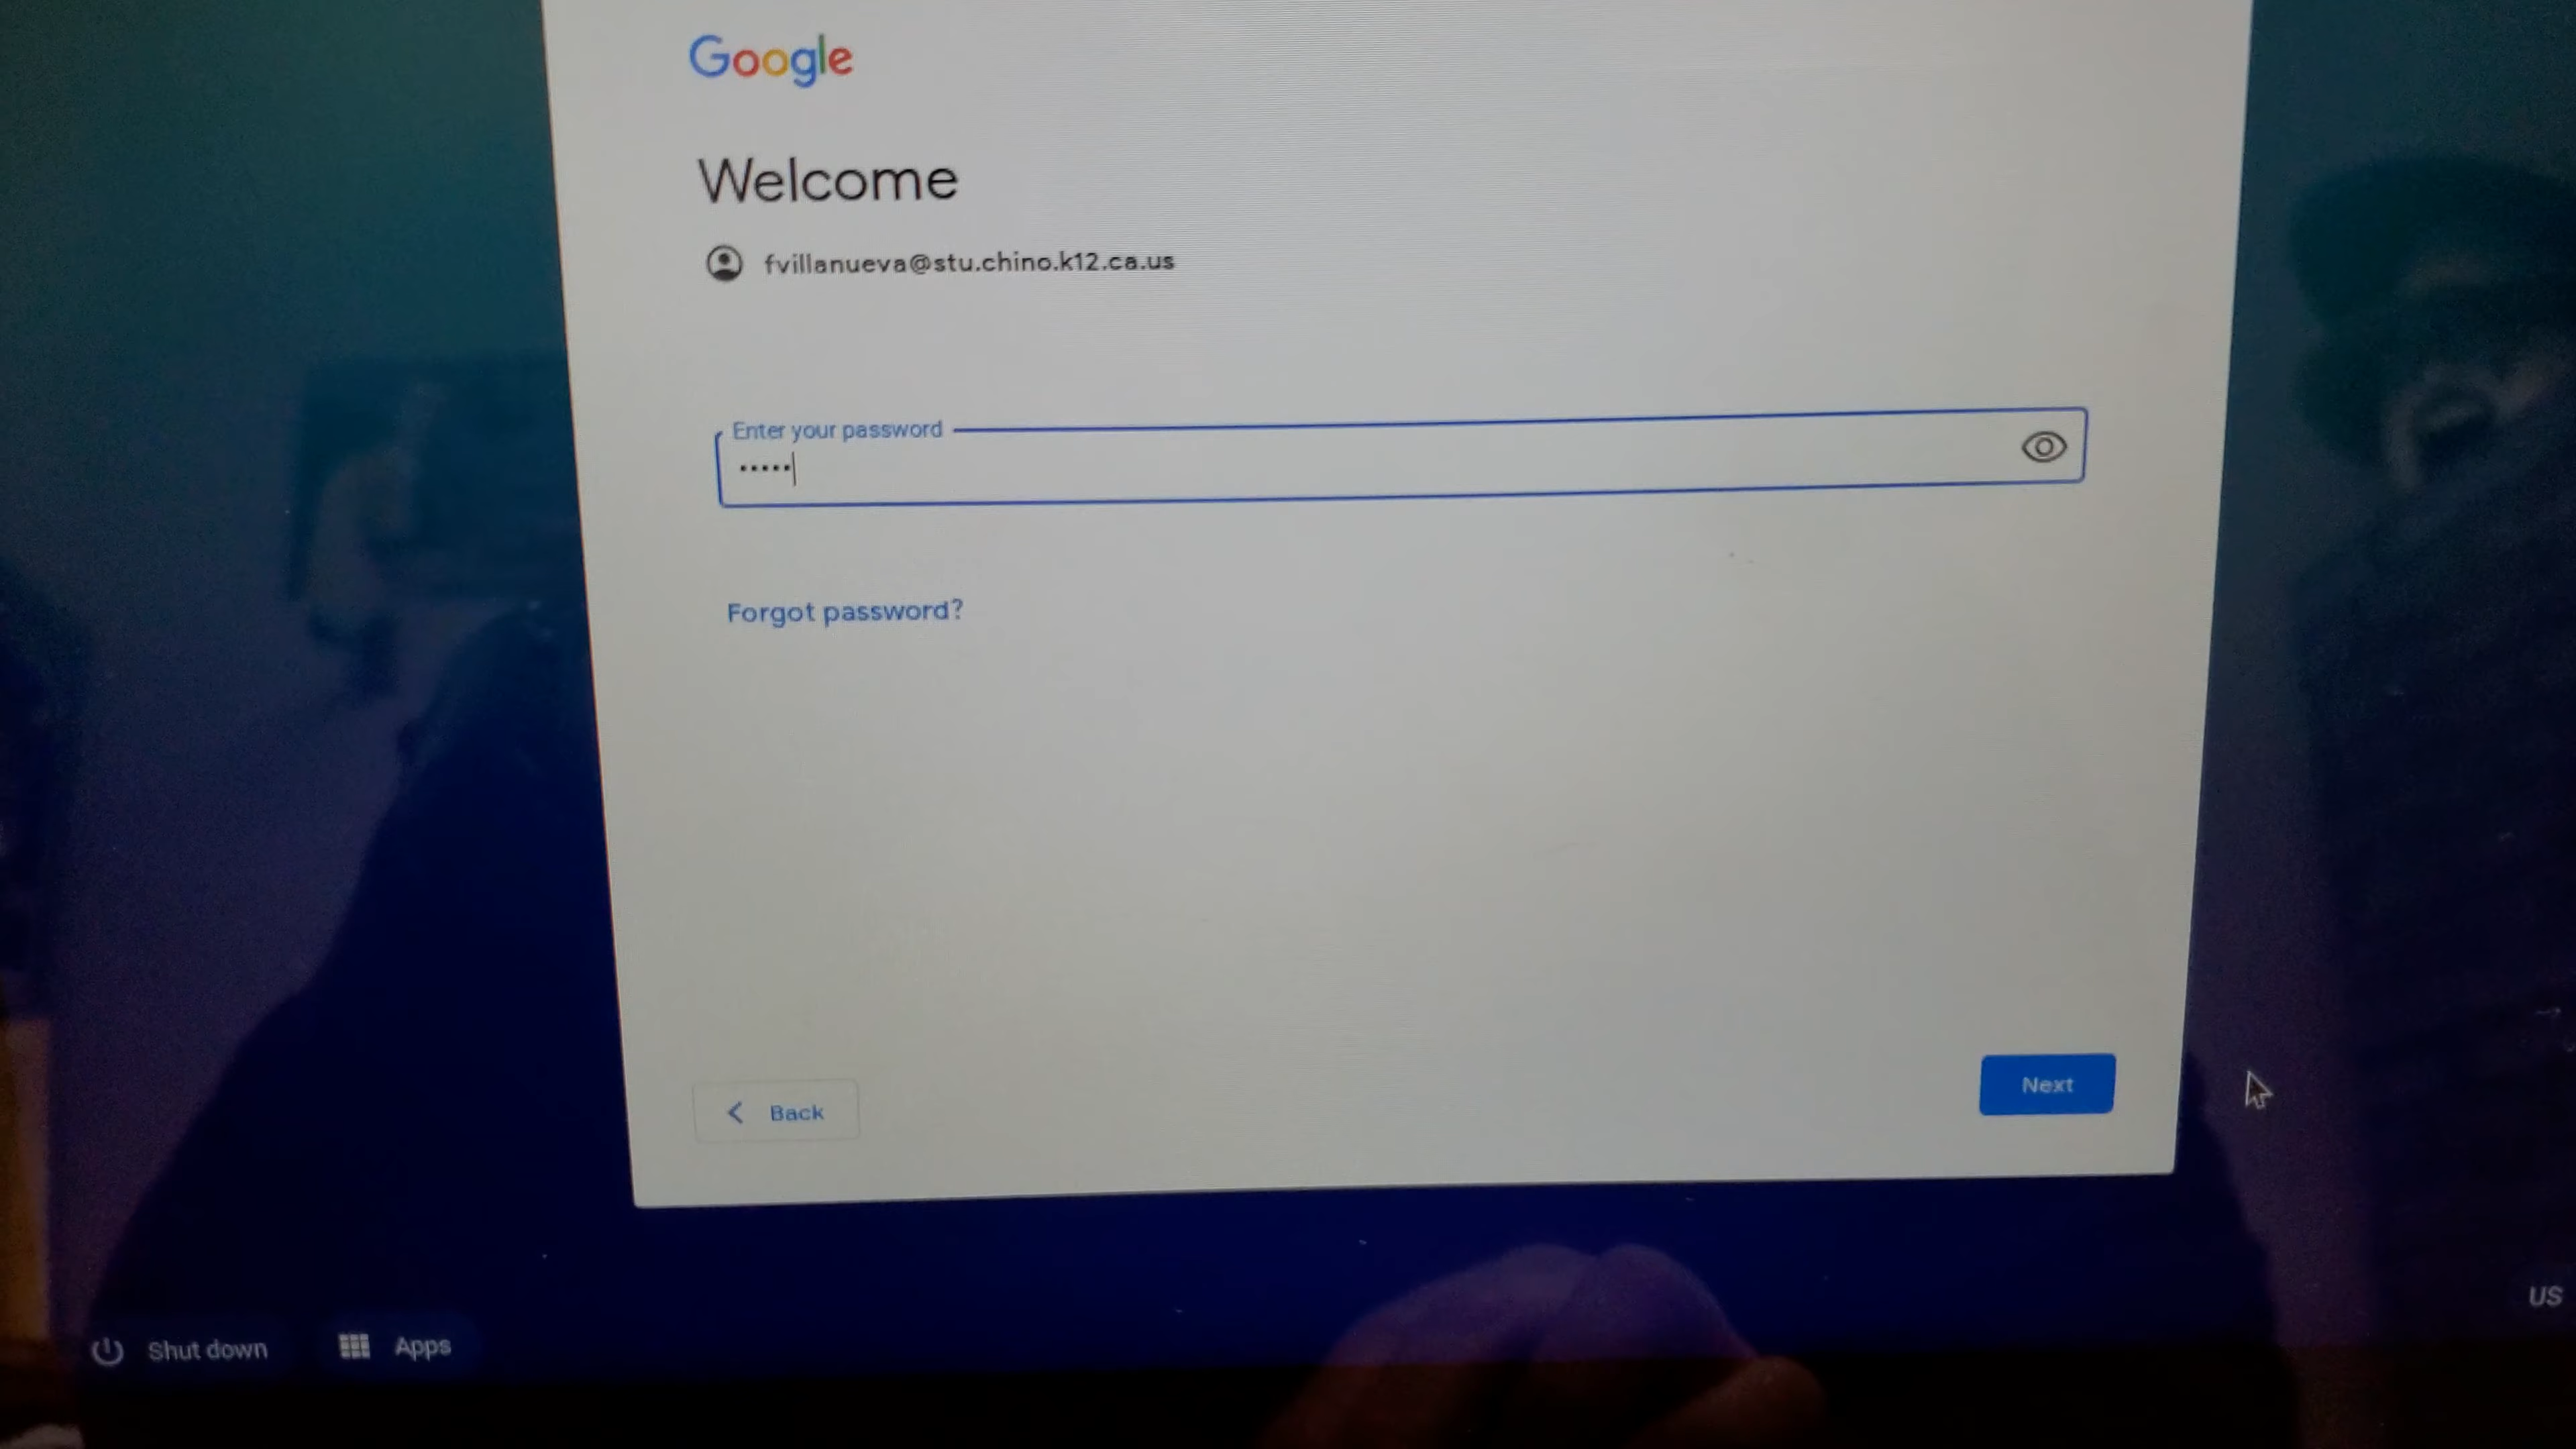 Google
Welcome
fvillanueva@stu.chino.k12.ca.us
Enter your password
•••••
Forgot password?
Back
Next
Shut down
Apps
US